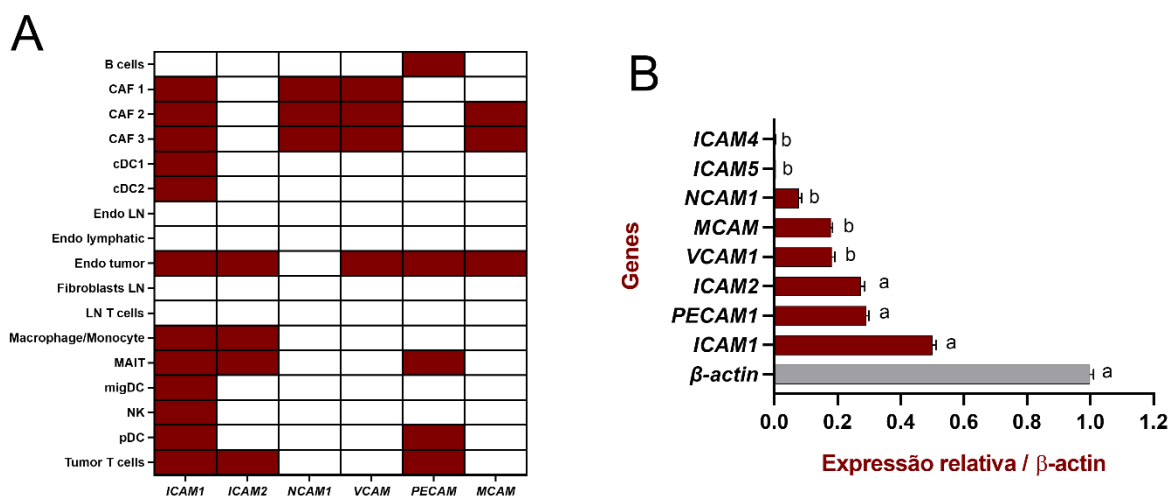 A
B cells
CAF 1
CAF 2
CAF 3
cDC1
cDC2
Endo LN
Endo lymphatic
Endo tumor
Fibroblasts LN
LN T cells
Macrophage/Monocyte
MAIT
migDC
NK
pDC
Tumor T cells
ICAM1 ICAM2 NCAM1 VCAM PECAM MCAM
B
Genes
ICAM4 b
ICAM5 b
NCAM1 b
MCAM b
VCAM1 b
ICAM2 a
PECAM1 a
ICAM1 a
β-actin a
0.0 0.2 0.4 0.6 0.8 1.0 1.2
Expressão relativa / β-actin